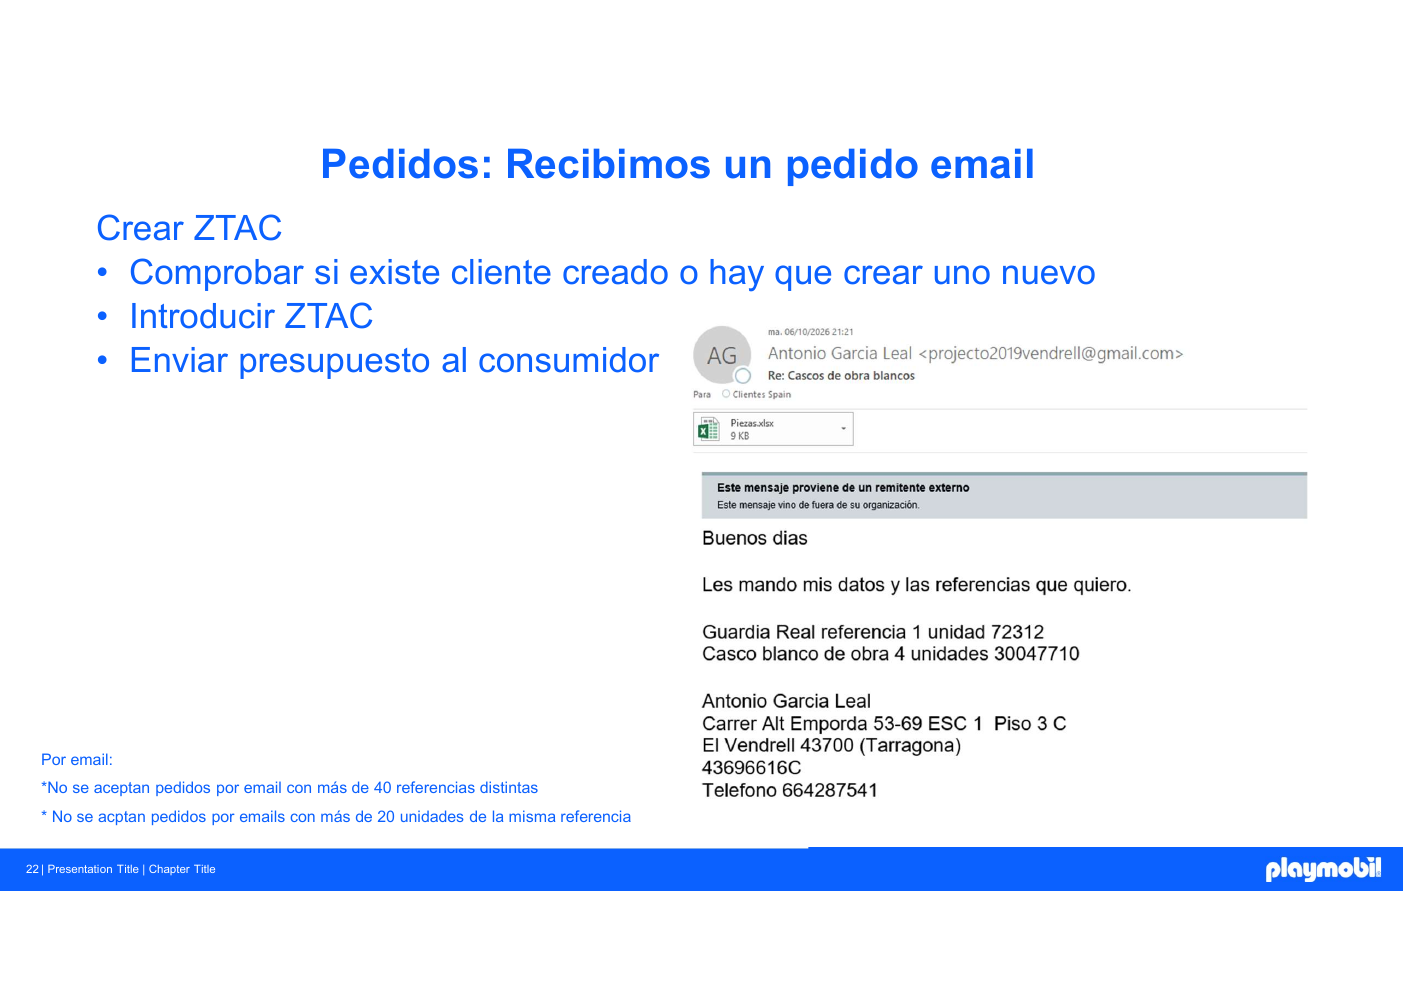 Pedidos: Recibimos un pedido email
Crear ZTAC
• Comprobar si existe cliente creado o hay que crear uno nuevo
• Introducir ZTAC
• Enviar presupuesto al consumidor
AG
ma. 06/10/2026 21:21
Antonio Garcia Leal <projecto2019vendrell@gmail.com>
Re: Cascos de obra blancos
Para Clientes Spain
Piezas.xlsx
9 KB
Este mensaje proviene de un remitente externo
Este mensaje vino de fuera de su organización.
Buenos dias
Les mando mis datos y las referencias que quiero.
Guardia Real referencia 1 unidad 72312
Casco blanco de obra 4 unidades 30047710
Antonio Garcia Leal
Carrer Alt Emporda 53-69 ESC 1 Piso 3 C
El Vendrell 43700 (Tarragona)
43696616C
Telefono 664287541
Por email:
*No se aceptan pedidos por email con más de 40 referencias distintas
* No se acptan pedidos por emails con más de 20 unidades de la misma referencia
22 | Presentation Title | Chapter Title
playmobil